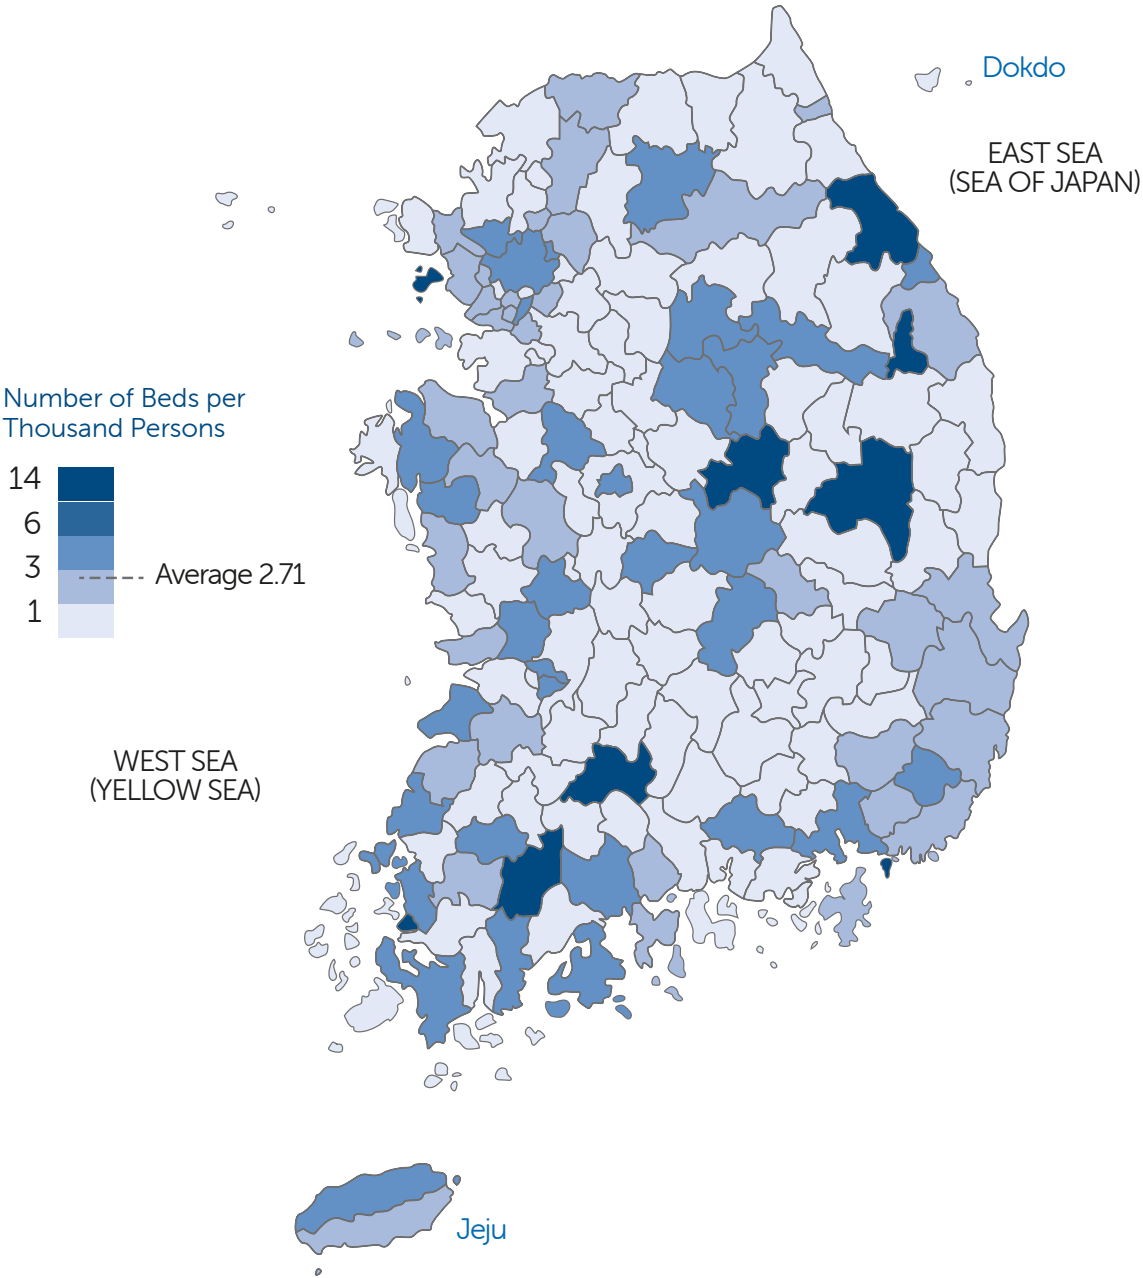 Dokdo
EAST SEA
(SEA OF JAPAN)
Number of Beds per
Thousand Persons
14
6
3
Average 2.71
1
WEST SEA
(YELLOW SEA)
Jeju